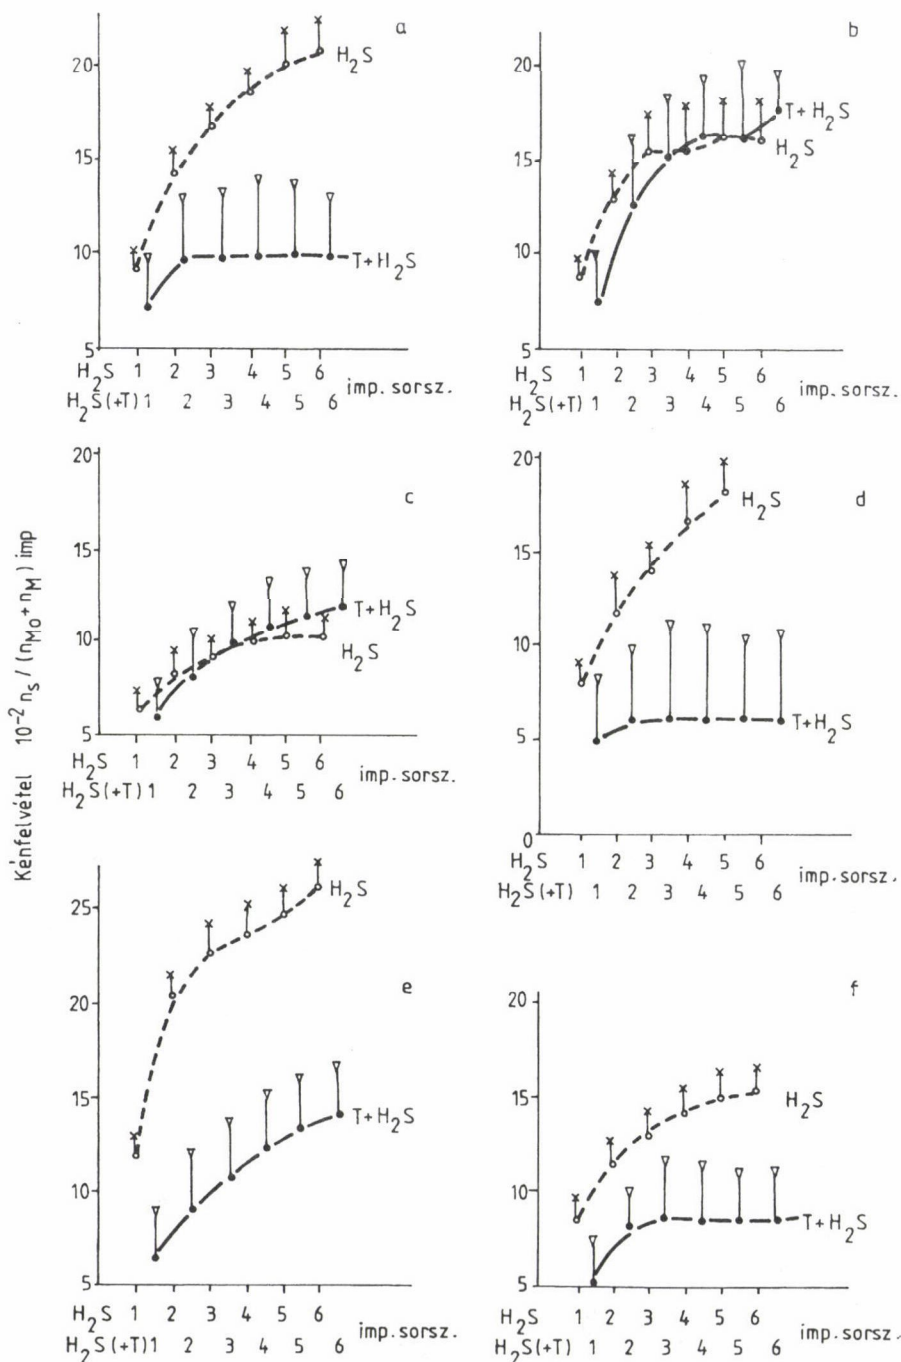 Kénfelvétel 10⁻² n_s / (n_Mo + n_M) imp
a
20
15
10
5
H₂S
T+H₂S
H₂S 1 2 3 4 5 6 imp. sorsz.
H₂S(+T) 1 2 3 4 5 6
b
20
15
10
5
T+H₂S
H₂S
H₂S 1 2 3 4 5 6 imp. sorsz.
H₂S(+T) 1 2 3 4 5 6
c
20
15
10
5
T+H₂S
H₂S
H₂S 1 2 3 4 5 6 imp. sorsz.
H₂S(+T) 1 2 3 4 5 6
d
20
15
10
5
0
H₂S
T+H₂S
H₂S 1 2 3 4 5 6 imp. sorsz.
H₂S(+T) 1 2 3 4 5 6
e
25
20
15
10
5
H₂S
T+H₂S
H₂S 1 2 3 4 5 6 imp. sorsz.
H₂S(+T) 1 2 3 4 5 6
f
20
15
10
5
H₂S
T+H₂S
H₂S 1 2 3 4 5 6 imp. sorsz.
H₂S(+T) 1 2 3 4 5 6